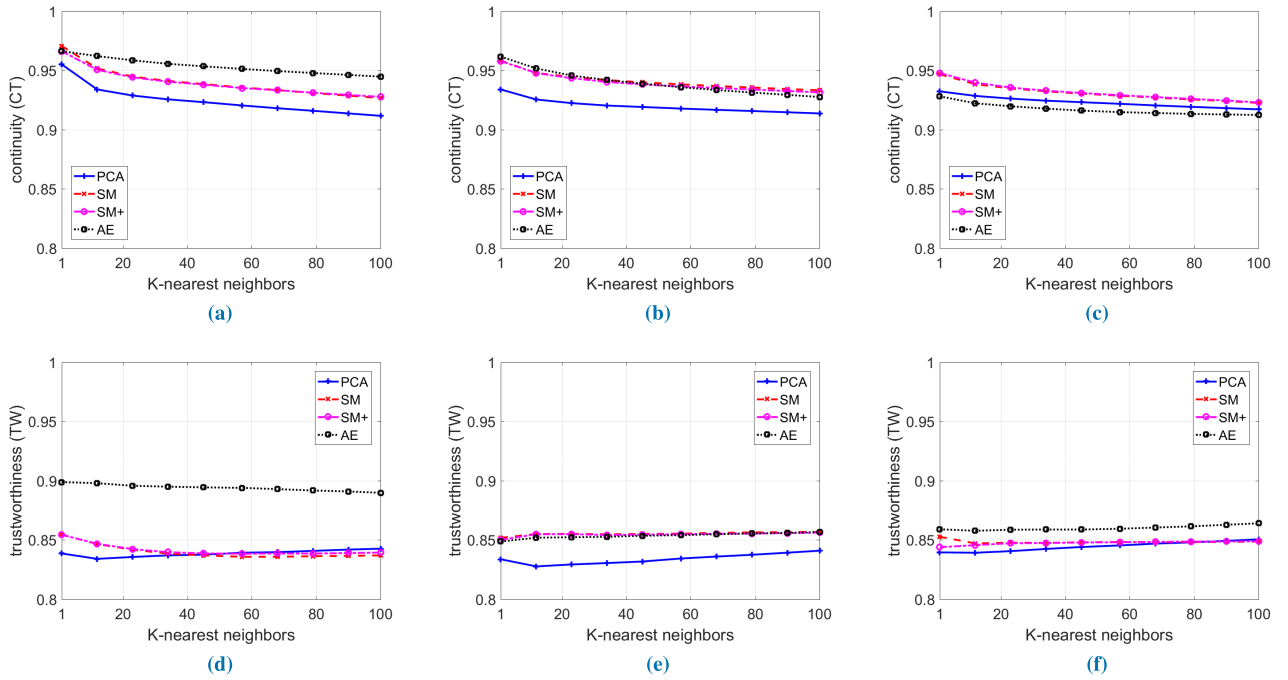 continuity (CT)
1
0.95
0.9
0.85
0.8
PCA
SM
SM+
AE
1 20 40 60 80 100
K-nearest neighbors
(a)
continuity (CT)
1
0.95
0.9
0.85
0.8
PCA
SM
SM+
AE
1 20 40 60 80 100
K-nearest neighbors
(b)
continuity (CT)
1
0.95
0.9
0.85
0.8
PCA
SM
SM+
AE
1 20 40 60 80 100
K-nearest neighbors
(c)
trustworthiness (TW)
1
0.95
0.9
0.85
0.8
PCA
SM
SM+
AE
1 20 40 60 80 100
K-nearest neighbors
(d)
trustworthiness (TW)
1
0.95
0.9
0.85
0.8
PCA
SM
SM+
AE
1 20 40 60 80 100
K-nearest neighbors
(e)
trustworthiness (TW)
1
0.95
0.9
0.85
0.8
PCA
SM
SM+
AE
1 20 40 60 80 100
K-nearest neighbors
(f)